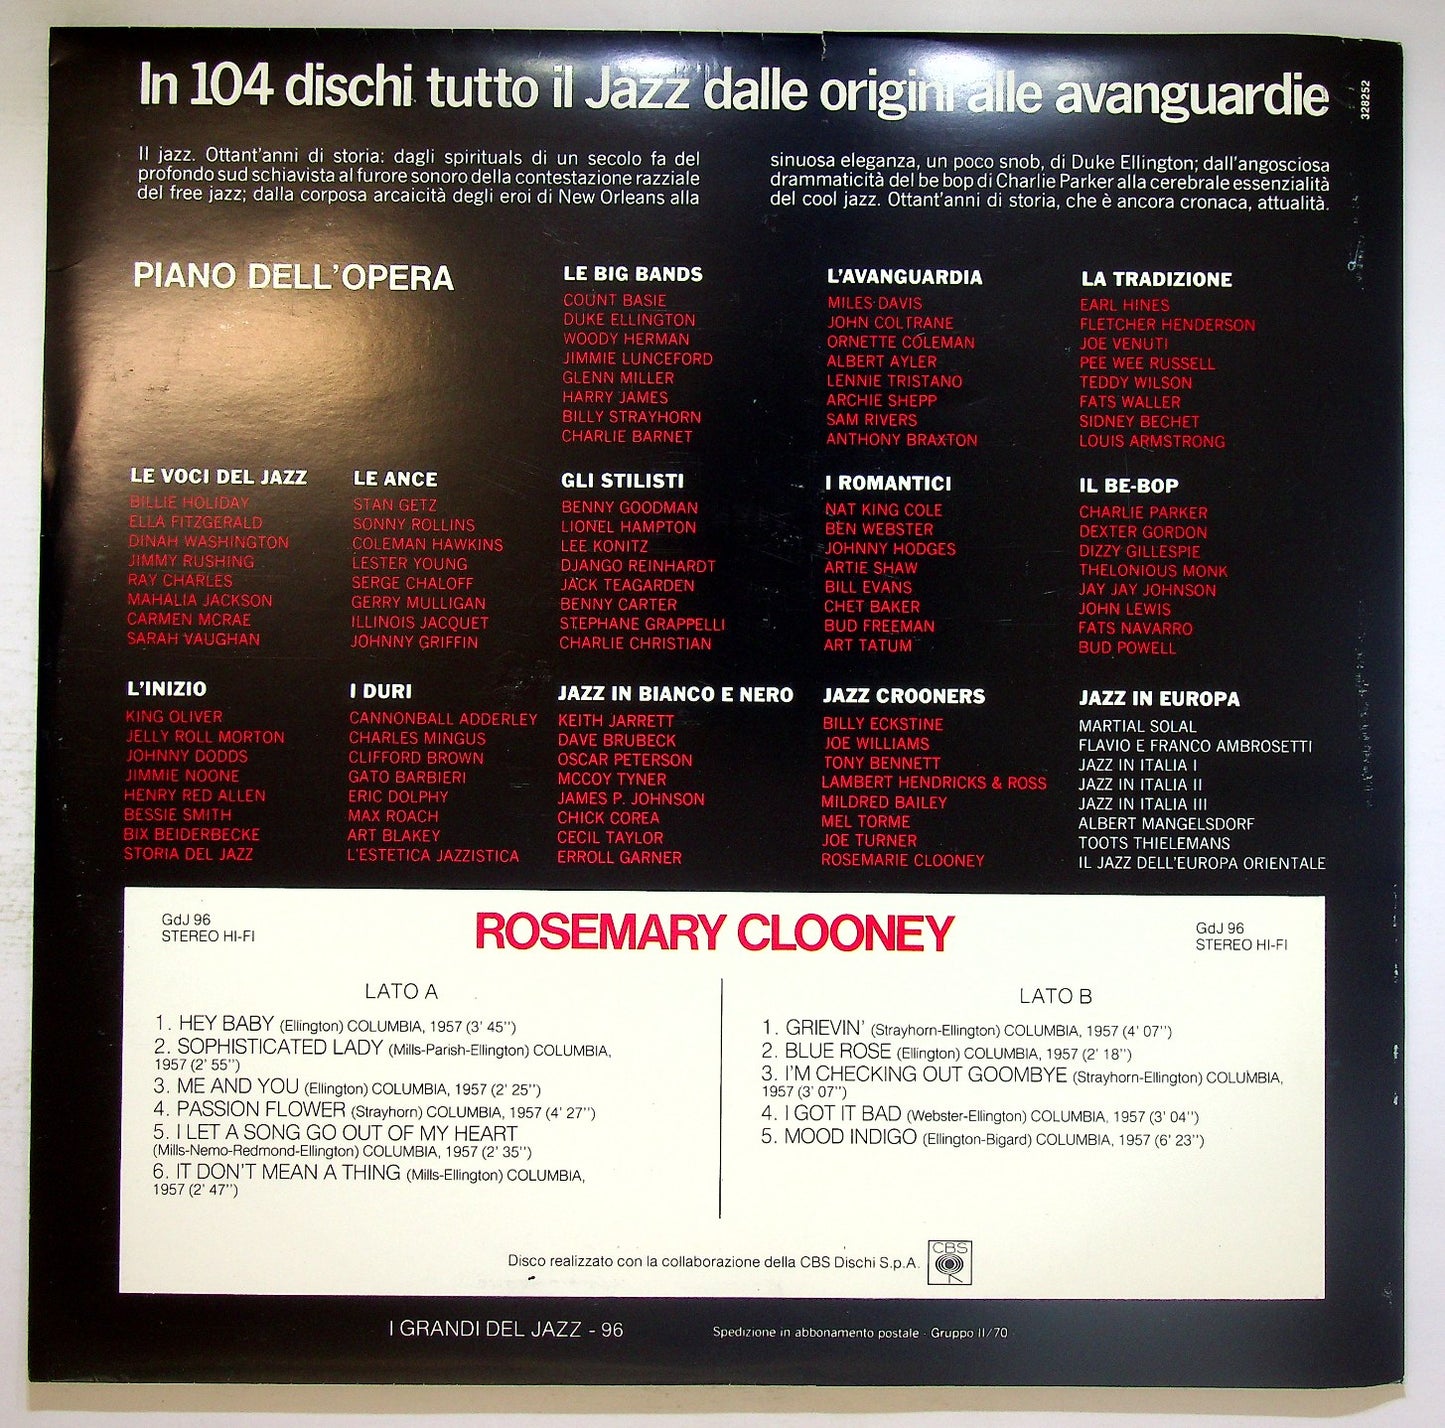 In 104 dischi tutto il Jazz dalle origini alle avanguardie
328252
Il jazz. Ottant'anni di storia: dagli spirituals di un secolo fa del
profondo sud schiavista al furore sonoro della contestazione razziale
del free jazz; dalla corposa arcaicità degli eroi di New Orleans alla
sinuosa eleganza, un poco snob, di Duke Ellington; dall'angosciosa
drammaticità del be bop di Charlie Parker alla cerebrale essenzialità
del cool jazz. Ottant'anni di storia, che è ancora cronaca, attualità.
PIANO DELL'OPERA
LE BIG BANDS
COUNT BASIE
DUKE ELLINGTON
WOODY HERMAN
JIMMIE LUNCEFORD
GLENN MILLER
HARRY JAMES
BILLY STRAYHORN
CHARLIE BARNET
L'AVANGUARDIA
MILES DAVIS
JOHN COLTRANE
ORNETTE COLEMAN
ALBERT AYLER
LENNIE TRISTANO
ARCHIE SHEPP
SAM RIVERS
ANTHONY BRAXTON
LA TRADIZIONE
EARL HINES
FLETCHER HENDERSON
JOE VENUTI
PEE WEE RUSSELL
TEDDY WILSON
FATS WALLER
SIDNEY BECHET
LOUIS ARMSTRONG
LE VOCI DEL JAZZ
BILLIE HOLIDAY
ELLA FITZGERALD
DINAH WASHINGTON
JIMMY RUSHING
RAY CHARLES
MAHALIA JACKSON
CARMEN MCRAE
SARAH VAUGHAN
LE ANCE
STAN GETZ
SONNY ROLLINS
COLEMAN HAWKINS
LESTER YOUNG
SERGE CHALOFF
GERRY MULLIGAN
ILLINOIS JACQUET
JOHNNY GRIFFIN
GLI STILISTI
BENNY GOODMAN
LIONEL HAMPTON
LEE KONITZ
DJANGO REINHARDT
JACK TEAGARDEN
BENNY CARTER
STEPHANE GRAPPELLI
CHARLIE CHRISTIAN
I ROMANTICI
NAT KING COLE
BEN WEBSTER
JOHNNY HODGES
ARTIE SHAW
BILL EVANS
CHET BAKER
BUD FREEMAN
ART TATUM
IL BE-BOP
CHARLIE PARKER
DEXTER GORDON
DIZZY GILLESPIE
THELONIOUS MONK
JAY JAY JOHNSON
JOHN LEWIS
FATS NAVARRO
BUD POWELL
L'INIZIO
KING OLIVER
JELLY ROLL MORTON
JOHNNY DODDS
JIMMIE NOONE
HENRY RED ALLEN
BESSIE SMITH
BIX BEIDERBECKE
STORIA DEL JAZZ
I DURI
CANNONBALL ADDERLEY
CHARLES MINGUS
CLIFFORD BROWN
GATO BARBIERI
ERIC DOLPHY
MAX ROACH
ART BLAKEY
L'ESTETICA JAZZISTICA
JAZZ IN BIANCO E NERO
KEITH JARRETT
DAVE BRUBECK
OSCAR PETERSON
MCCOY TYNER
JAMES P. JOHNSON
CHICK COREA
CECIL TAYLOR
ERROLL GARNER
JAZZ CROONERS
BILLY ECKSTINE
JOE WILLIAMS
TONY BENNETT
LAMBERT HENDRICKS & ROSS
MILDRED BAILEY
MEL TORME
JOE TURNER
ROSEMARIE CLOONEY
JAZZ IN EUROPA
MARTIAL SOLAL
FLAVIO E FRANCO AMBROSETTI
JAZZ IN ITALIA I
JAZZ IN ITALIA II
JAZZ IN ITALIA III
ALBERT MANGELSDORF
TOOTS THIELEMANS
IL JAZZ DELL'EUROPA ORIENTALE
GdJ 96
STEREO HI-FI
ROSEMARY CLOONEY
GdJ 96
STEREO HI-FI
LATO A
1. HEY BABY (Ellington) COLUMBIA, 1957 (3' 45")
2. SOPHISTICATED LADY (Mills-Parish-Ellington) COLUMBIA,
1957 (2' 55")
3. ME AND YOU (Ellington) COLUMBIA, 1957 (2' 25")
4. PASSION FLOWER (Strayhorn) COLUMBIA, 1957 (4' 27")
5. I LET A SONG GO OUT OF MY HEART
(Mills-Nemo-Redmond-Ellington) COLUMBIA, 1957 (2' 35")
6. IT DON'T MEAN A THING (Mills-Ellington) COLUMBIA,
1957 (2' 47")
LATO B
1. GRIEVIN' (Strayhorn-Ellington) COLUMBIA, 1957 (4' 07")
2. BLUE ROSE (Ellington) COLUMBIA, 1957 (2' 18")
3. I'M CHECKING OUT GOOMBYE (Strayhorn-Ellington) COLUMBIA,
1957 (3' 07")
4. I GOT IT BAD (Webster-Ellington) COLUMBIA, 1957 (3' 04")
5. MOOD INDIGO (Ellington-Bigard) COLUMBIA, 1957 (6' 23")
Disco realizzato con la collaborazione della CBS Dischi S.p.A.
CBS
I GRANDI DEL JAZZ - 96
Spedizione in abbonamento postale - Gruppo II/70